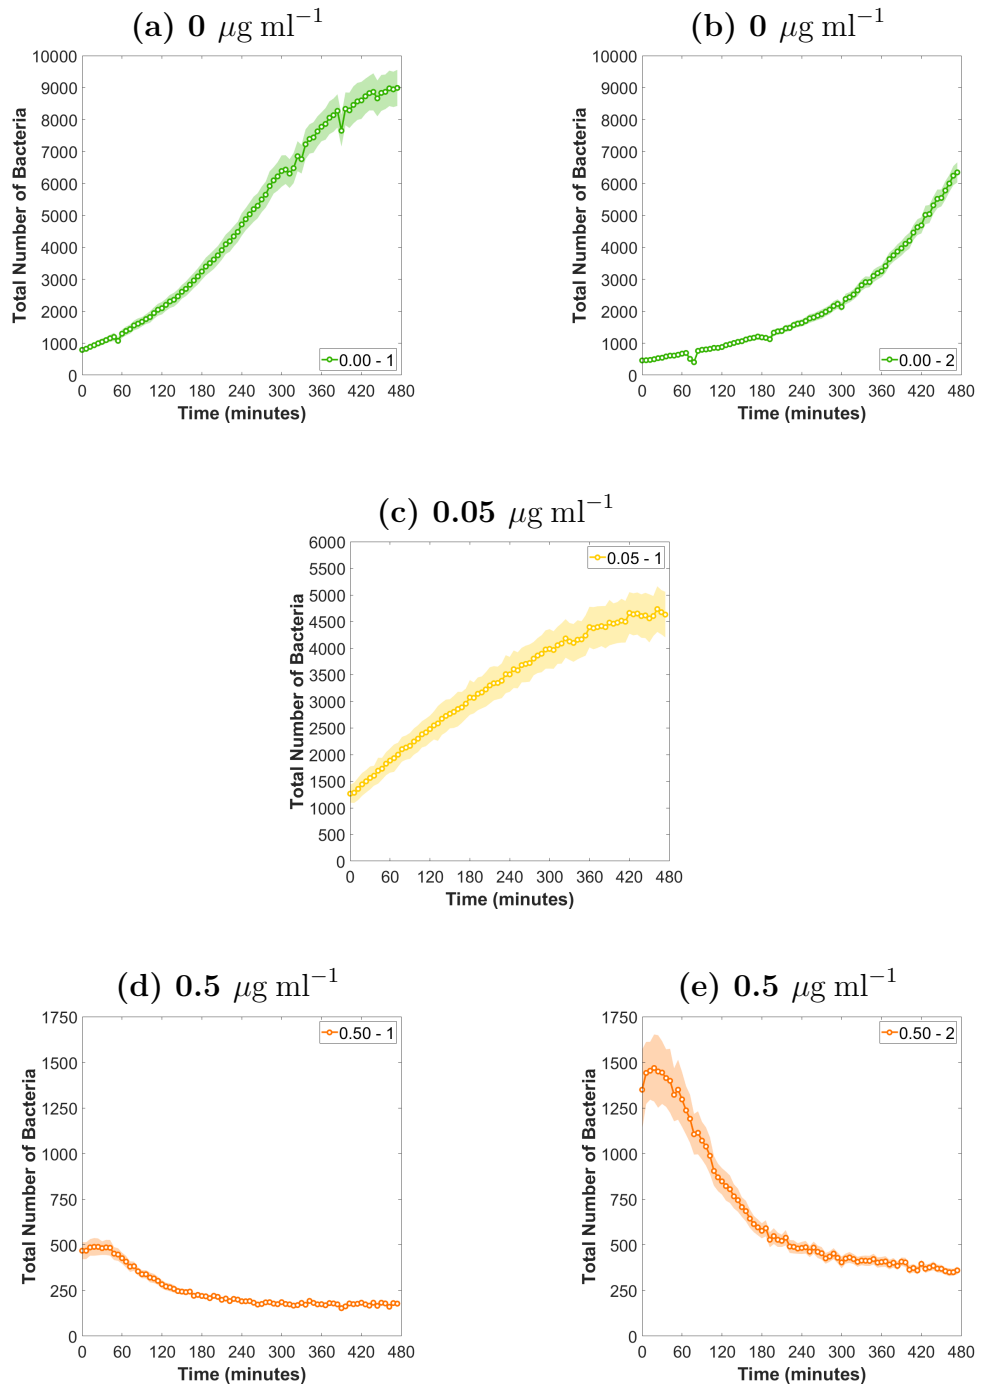 (a) 0 μg ml⁻¹
10000
9000
8000
7000
6000
5000
4000
3000
2000
1000
0
Total Number of Bacteria
0.00 - 1
0 60 120 180 240 300 360 420 480
Time (minutes)
(b) 0 μg ml⁻¹
10000
9000
8000
7000
6000
5000
4000
3000
2000
1000
0
Total Number of Bacteria
0.00 - 2
0 60 120 180 240 300 360 420 480
Time (minutes)
(c) 0.05 μg ml⁻¹
6000
5500
5000
4500
4000
3500
3000
2500
2000
1500
1000
500
0
Total Number of Bacteria
0.05 - 1
0 60 120 180 240 300 360 420 480
Time (minutes)
(d) 0.5 μg ml⁻¹
1750
1500
1250
1000
750
500
250
0
Total Number of Bacteria
0.50 - 1
0 60 120 180 240 300 360 420 480
Time (minutes)
(e) 0.5 μg ml⁻¹
1750
1500
1250
1000
750
500
250
0
Total Number of Bacteria
0.50 - 2
0 60 120 180 240 300 360 420 480
Time (minutes)